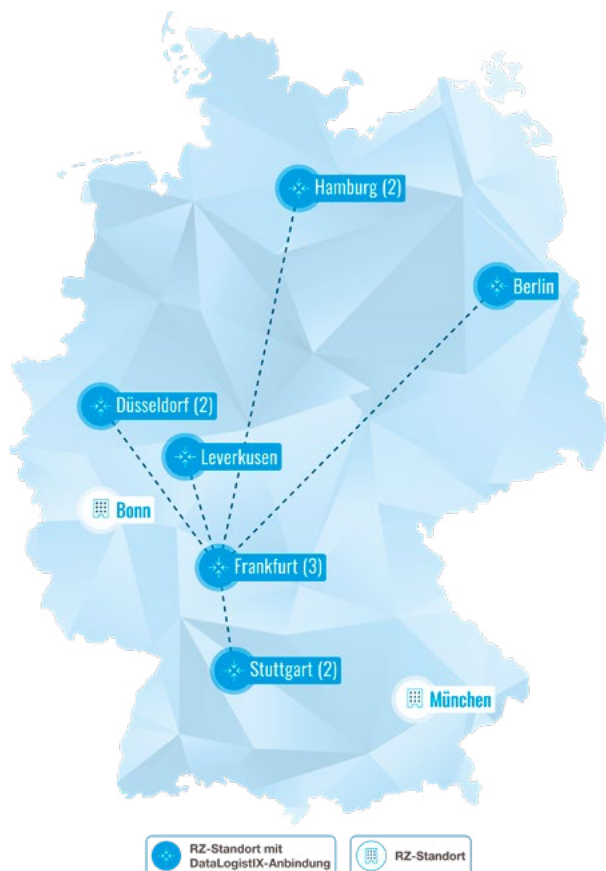 Hamburg (2)
Berlin
Düsseldorf (2)
Leverkusen
Bonn
Frankfurt (3)
Stuttgart (2)
München
RZ-Standort mit
DataLogistIX-Anbindung
RZ-Standort